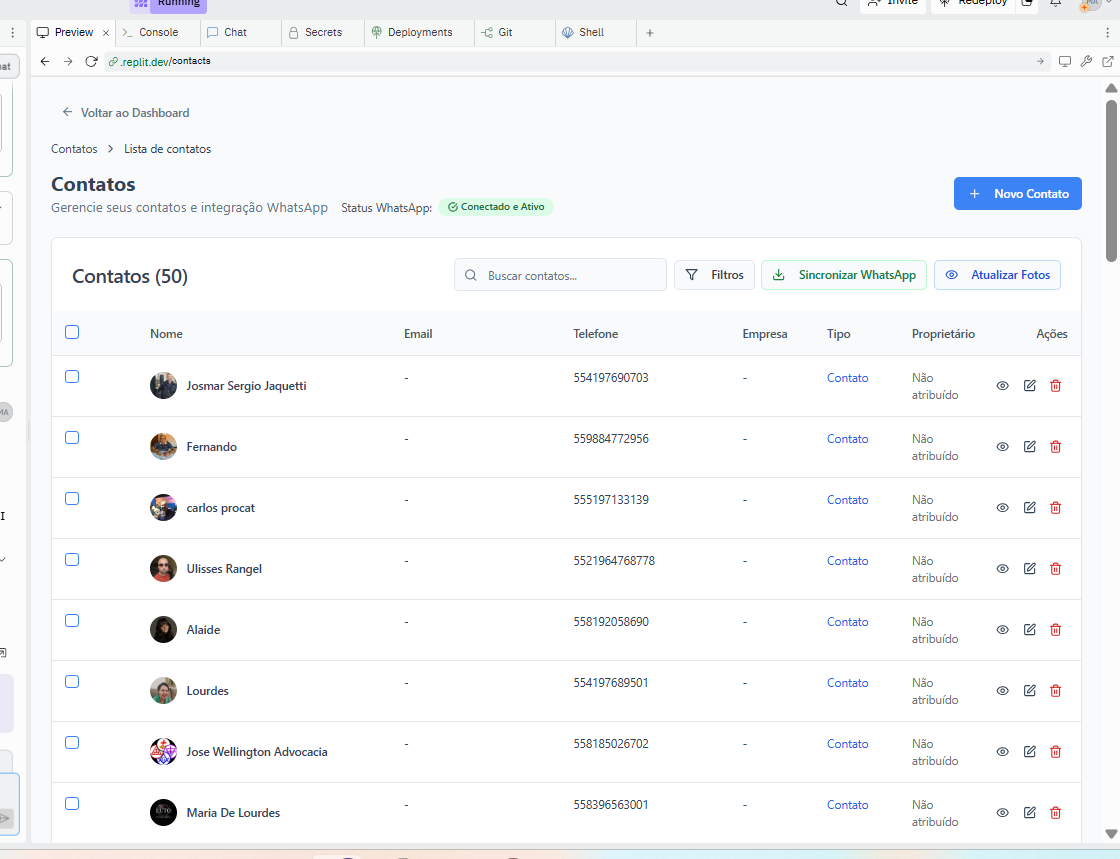 Running
Invite
Redeploy
MA
Preview
Console
Chat
Secrets
Deployments
Git
Shell
.replit.dev/contacts
Voltar ao Dashboard
Contatos > Lista de contatos
Contatos
Gerencie seus contatos e integração WhatsApp Status WhatsApp: Conectado e Ativo
+ Novo Contato
Contatos (50)
Buscar contatos...
Filtros
Sincronizar WhatsApp
Atualizar Fotos
Nome Email Telefone Empresa Tipo Proprietário Ações
Josmar Sergio Jaquetti - 554197690703 - Contato Não atribuído
Fernando - 559884772956 - Contato Não atribuído
carlos procat - 555197133139 - Contato Não atribuído
Ulisses Rangel - 5521964768778 - Contato Não atribuído
Alaide - 558192058690 - Contato Não atribuído
Lourdes - 554197689501 - Contato Não atribuído
Jose Wellington Advocacia - 558185026702 - Contato Não atribuído
Maria De Lourdes - 558396563001 - Contato Não atribuído